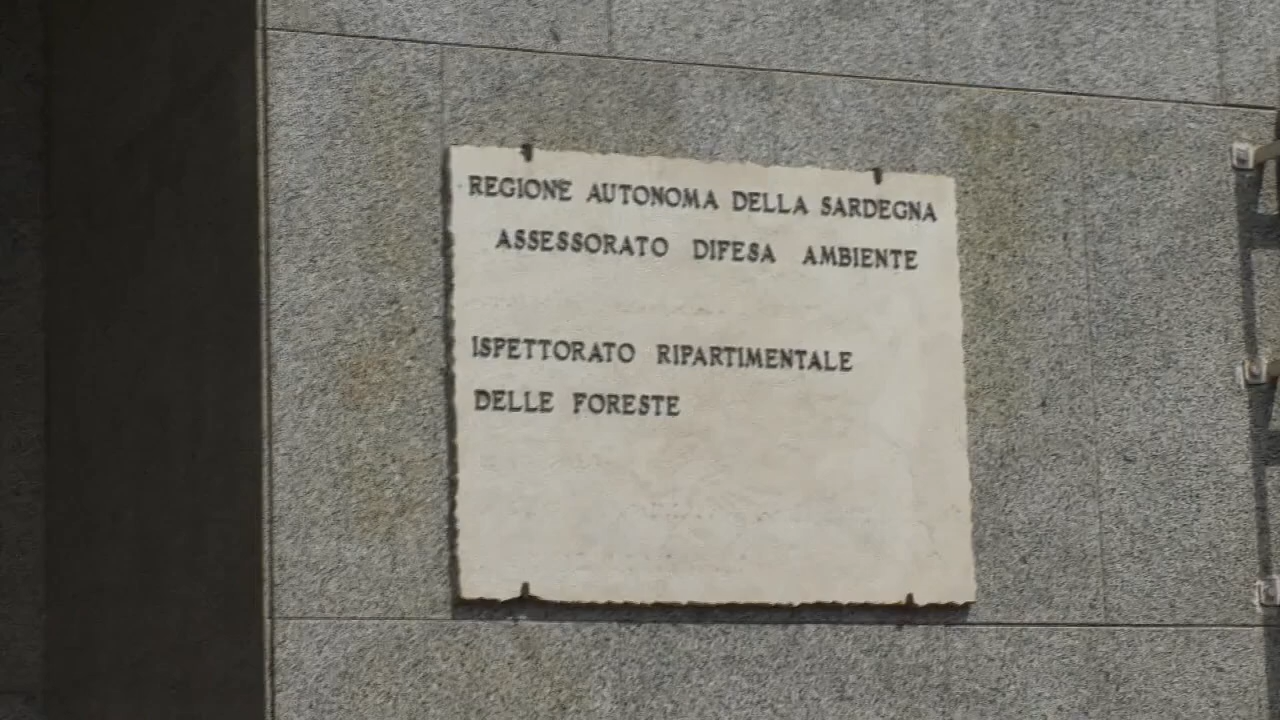 REGIONE AUTONOMA DELLA SARDEGNA
ASSESSORATO DIFESA AMBIENTE
ISPETTORATO RIPARTIMENTALE
DELLE FORESTE